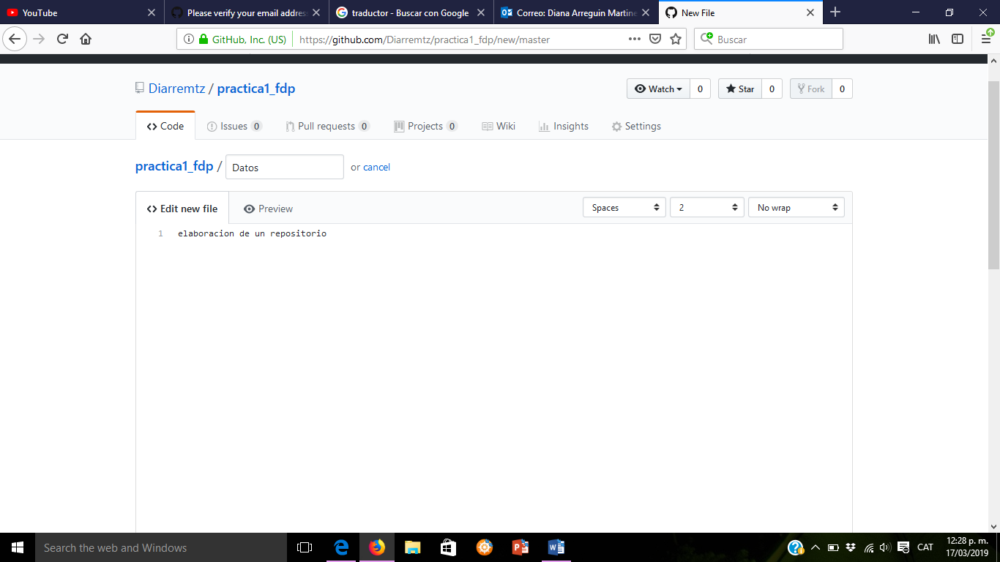 YouTube
Please verify your email addres
traductor - Buscar con Google
Correo: Diana Arreguin Martine
New File
GitHub, Inc. (US)
https://github.com/Diarremtz/practica1_fdp/new/master
Buscar
Diarremtz / practica1_fdp
Watch 0
Star 0
Fork 0
Code
Issues 0
Pull requests 0
Projects 0
Wiki
Insights
Settings
practica1_fdp / Datos or cancel
Edit new file
Preview
Spaces
2
No wrap
1 elaboracion de un repositorio
Search the web and Windows
CAT
12:28 p. m.
17/03/2019